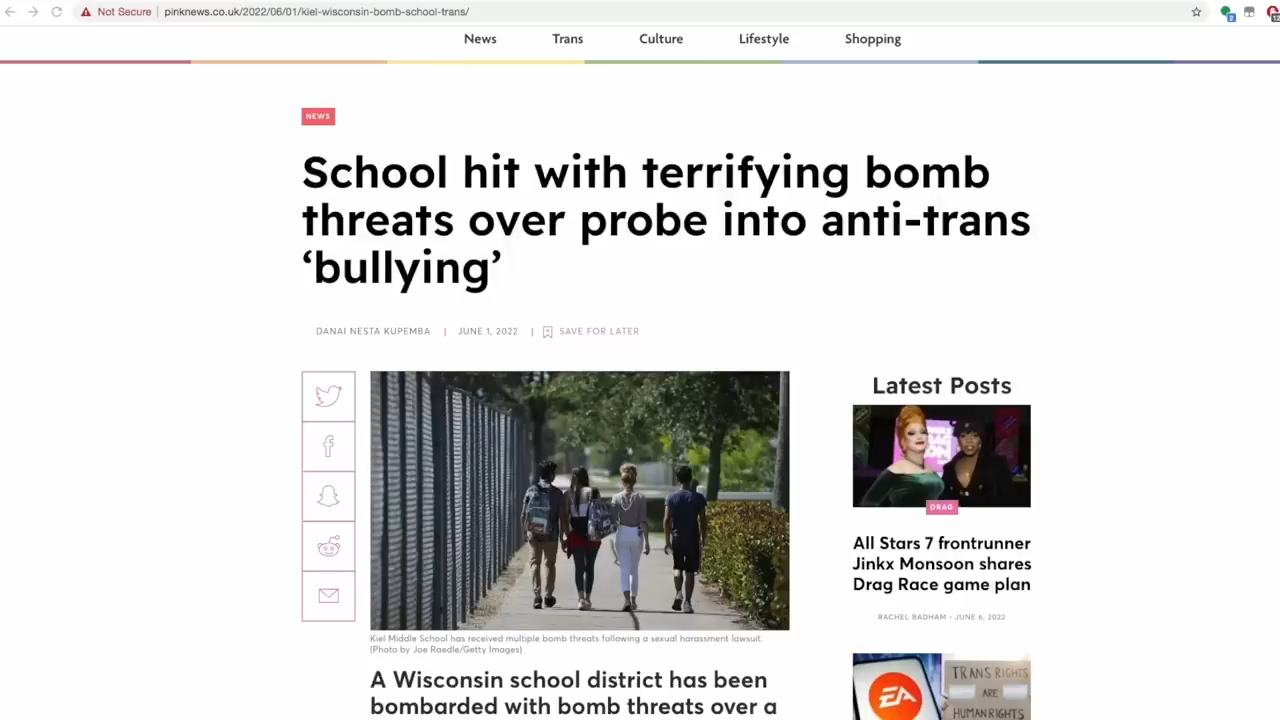 Not Secure | pinknews.co.uk/2022/06/01/kiel-wisconsin-bomb-school-trans/
News Trans Culture Lifestyle Shopping
NEWS
School hit with terrifying bomb
threats over probe into anti-trans
‘bullying’
DANAI NESTA KUPEMBA | JUNE 1, 2022 | SAVE FOR LATER
Kiel Middle School has received multiple bomb threats following a sexual harassment lawsuit.
(Photo by Joe Raedle/Getty Images)
A Wisconsin school district has been
bombarded with bomb threats over a
Latest Posts
DRAG
All Stars 7 frontrunner
Jinkx Monsoon shares
Drag Race game plan
RACHEL BADHAM - JUNE 6, 2022
EA
TRANS RIGHTS
ARE
HUMAN RIGHTS